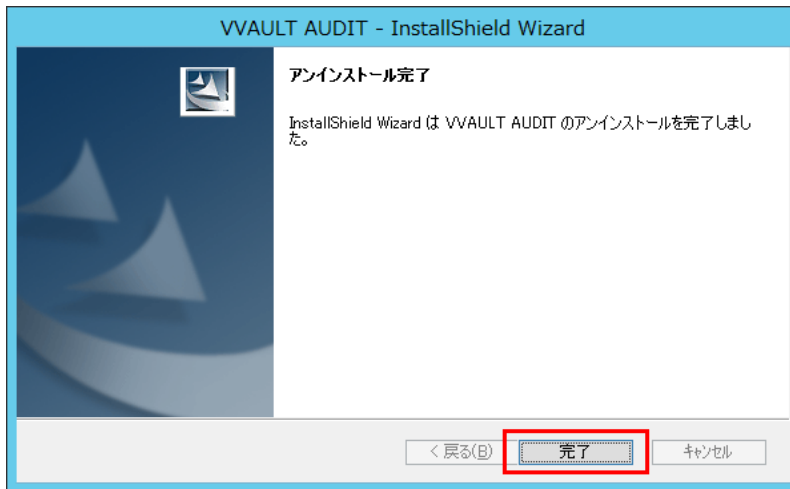 VVAULT AUDIT - InstallShield Wizard
アンインストール完了
InstallShield Wizard は VVAULT AUDIT のアンインストールを完了しまし
た。
< 戻る(B)
完了
キャンセル